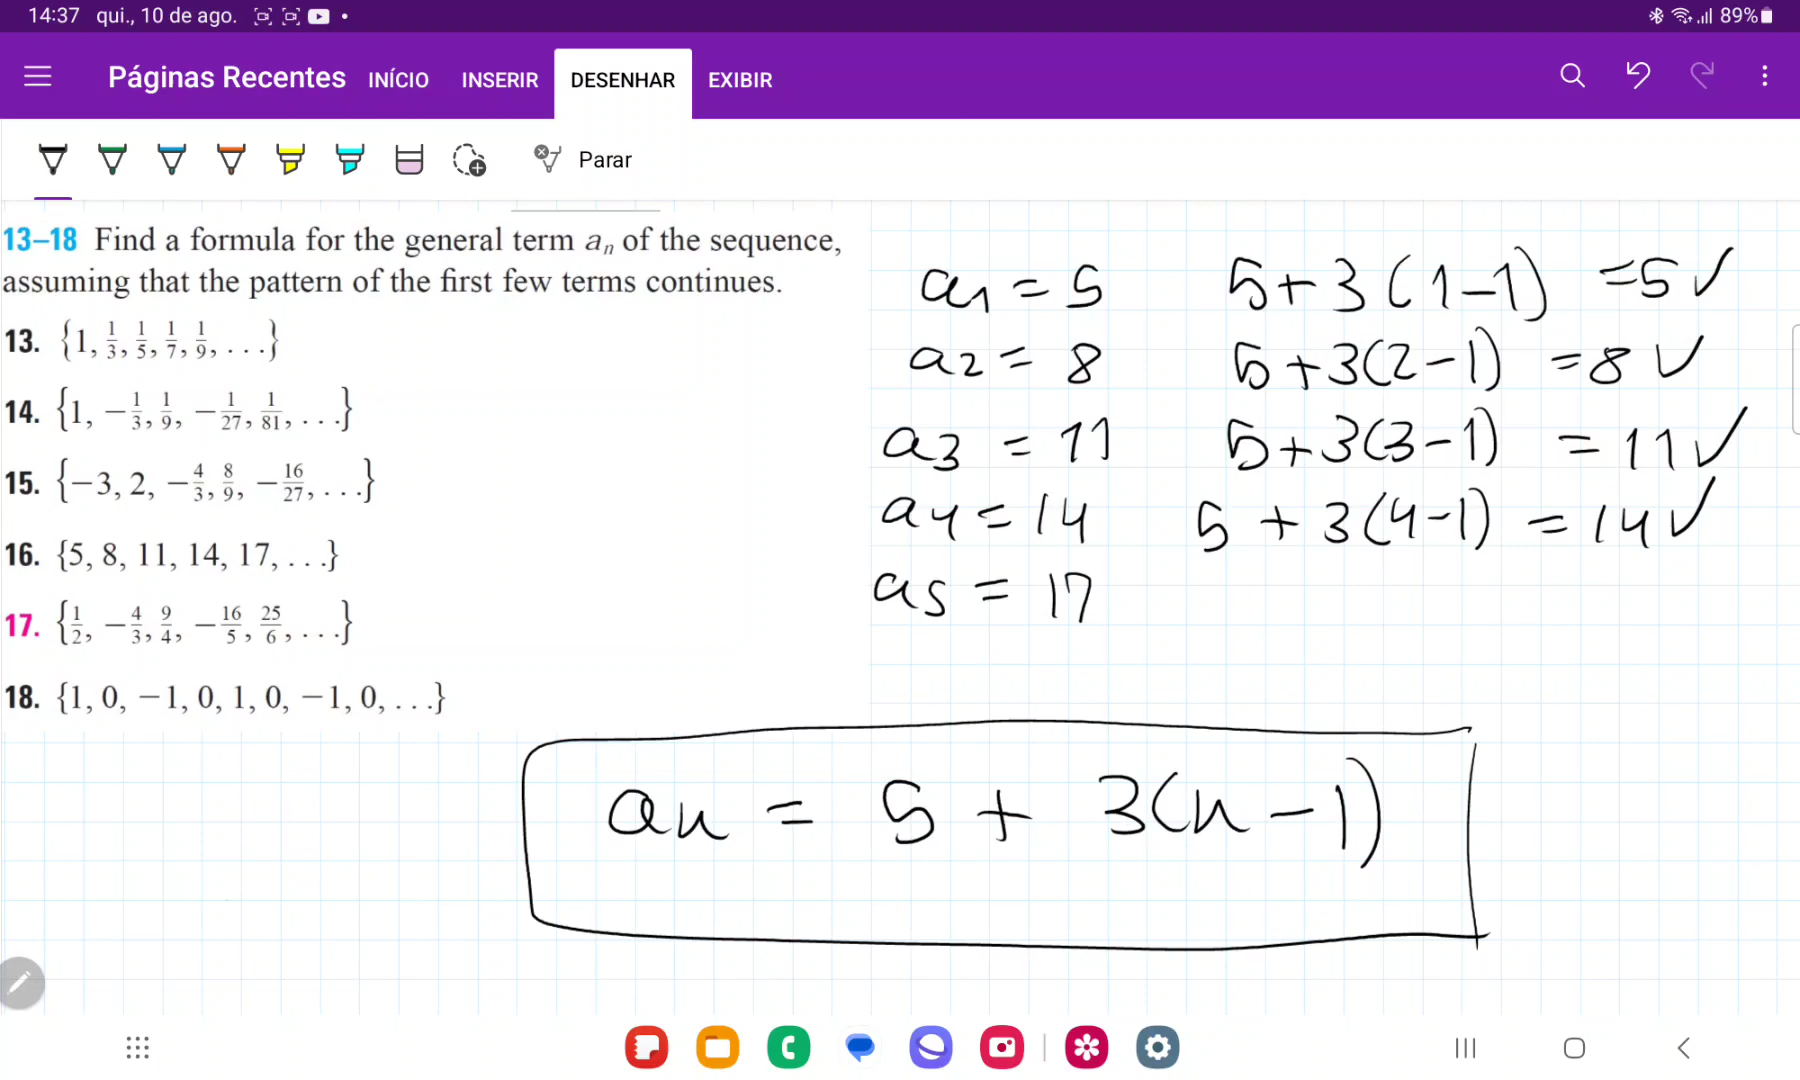 14:37 qui., 10 de ago. 89%
Páginas Recentes INÍCIO INSERIR DESENHAR EXIBIR
Parar
13–18 Find a formula for the general term aₙ of the sequence,
assuming that the pattern of the first few terms continues.
13. {1, 1/3, 1/5, 1/7, 1/9, . . .}
14. {1, −1/3, 1/9, −1/27, 1/81, . . .}
15. {−3, 2, −4/3, 8/9, −16/27, . . .}
16. {5, 8, 11, 14, 17, . . .}
17. {1/2, −4/3, 9/4, −16/5, 25/6, . . .}
18. {1, 0, −1, 0, 1, 0, −1, 0, . . .}
a1 = 5 5+3(1-1) =5 ✓
a2 = 8 5+3(2-1) =8 ✓
a3 = 11 5+3(3-1) = 11 ✓
a4 = 14 5 + 3(4-1) = 14 ✓
a5 = 17
an = 5 + 3(n-1)